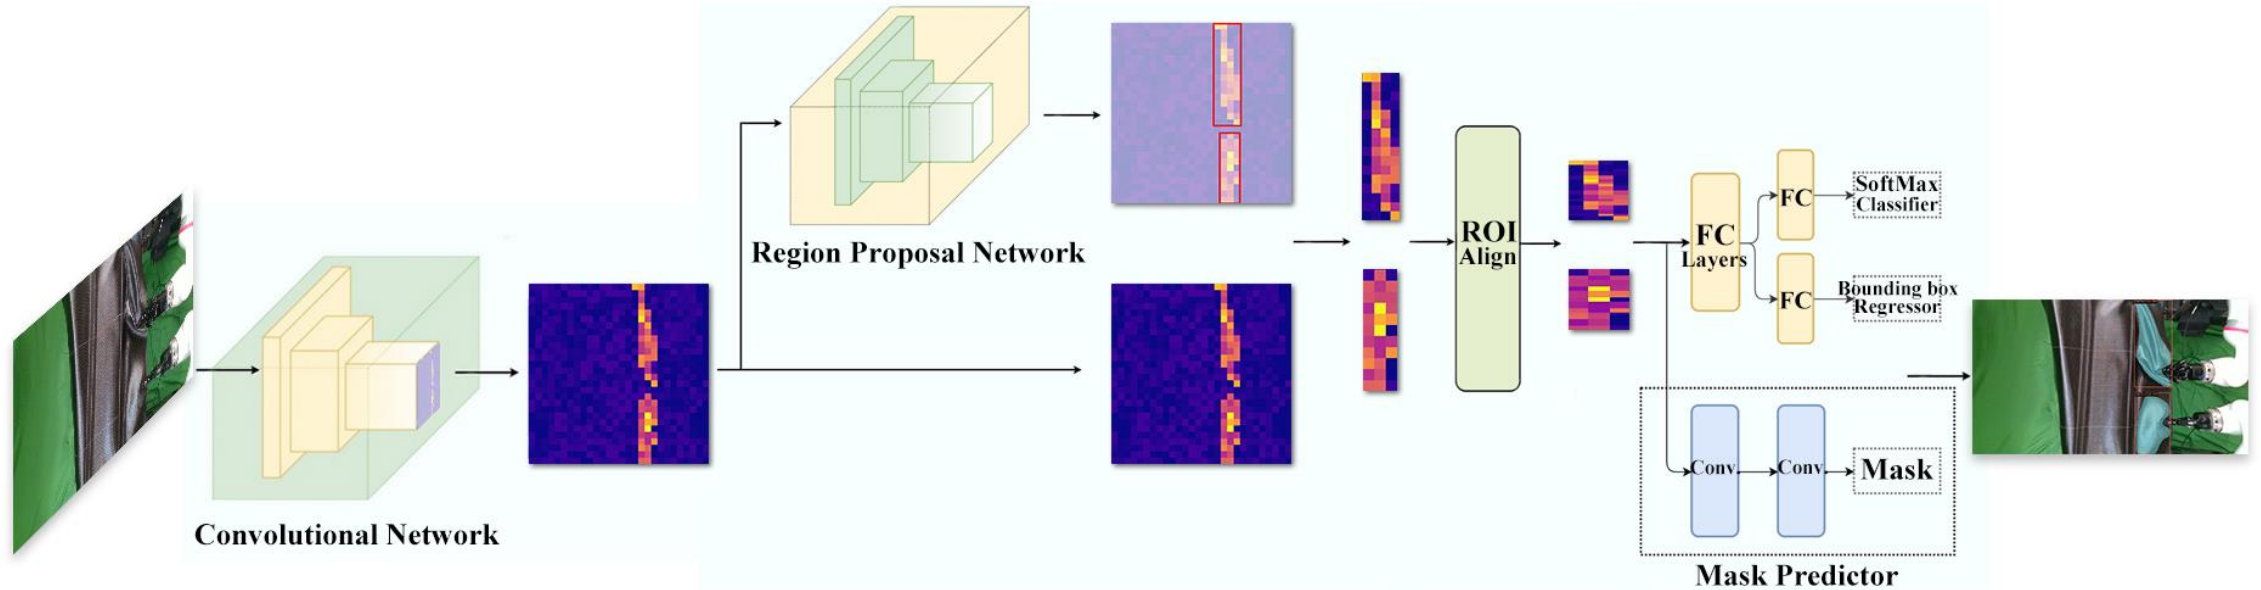 Convolutional Network
Region Proposal Network
ROI
Align
FC
Layers
FC
SoftMax
Classifier
FC
Bounding box
Regressor
Conv.
Conv.
Mask
Mask Predictor